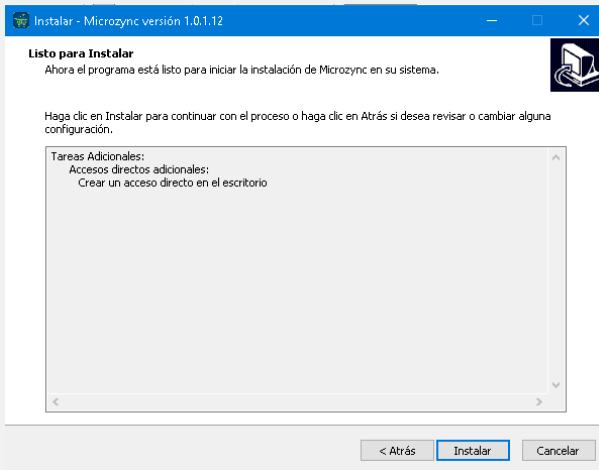 Instalar - Microzync versión 1.0.1.12
Listo para Instalar
Ahora el programa está listo para iniciar la instalación de Microzync en su sistema.
Haga clic en Instalar para continuar con el proceso o haga clic en Atrás si desea revisar o cambiar alguna
configuración.
Tareas Adicionales:
Accesos directos adicionales:
Crear un acceso directo en el escritorio
< Atrás
Instalar
Cancelar